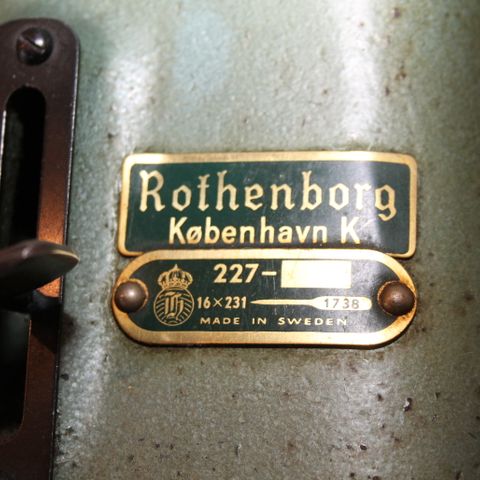 Rothenborg
København K
227-
16×231 1738
MADE IN SWEDEN